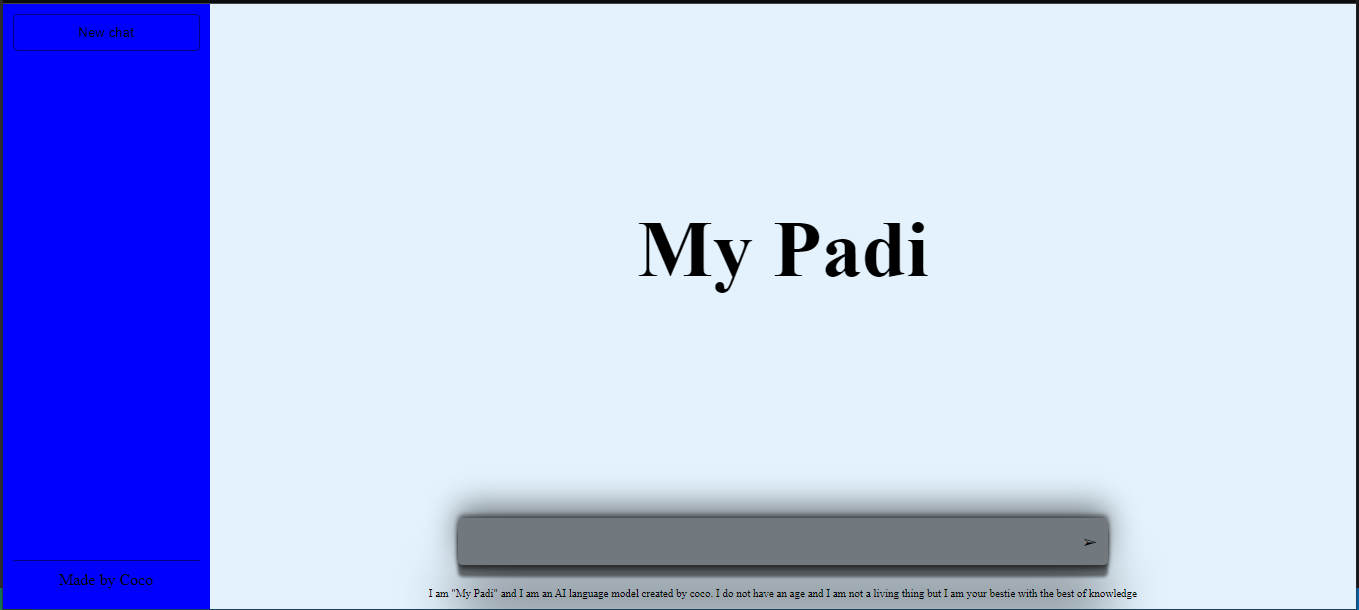 New chat
My Padi
➢
I am "My Padi" and I am an AI language model created by coco. I do not have an age and I am not a living thing but I am your bestie with the best of knowledge
Made by Coco